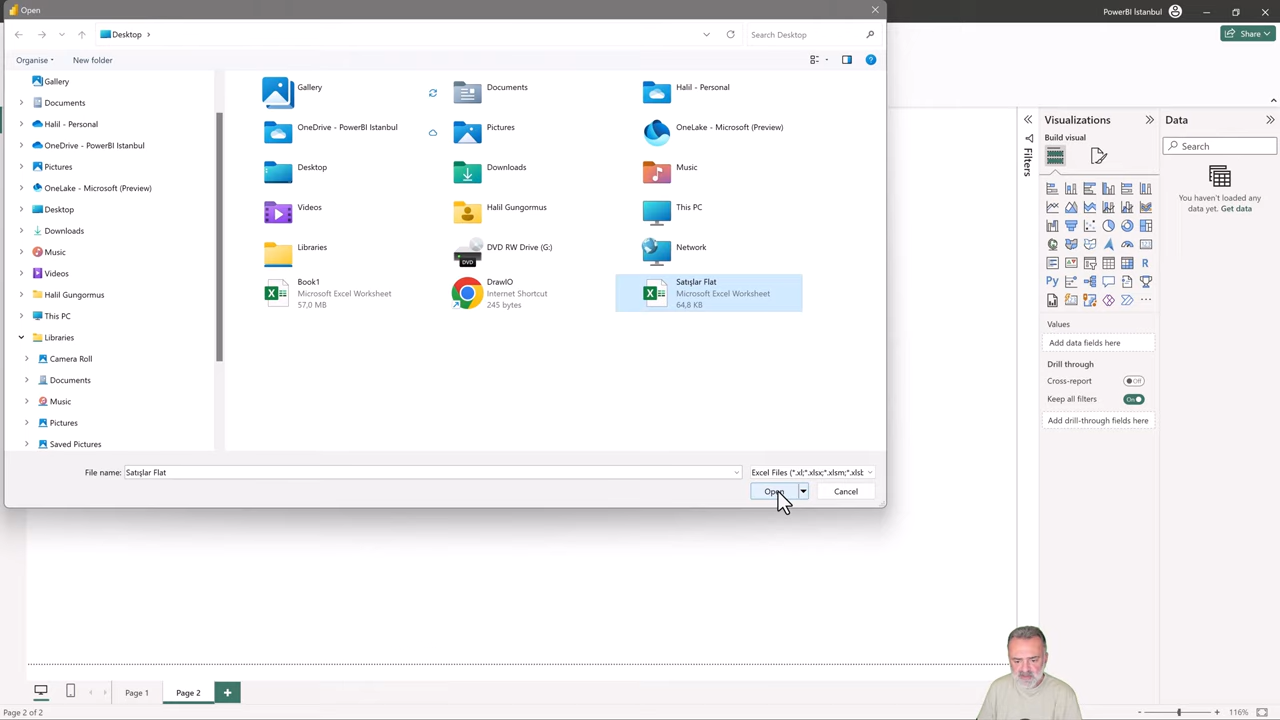 Open
PowerBI Istanbul
Desktop
Search Desktop
Share
Organise
New folder
Gallery
Documents
Halil - Personal
OneDrive - PowerBI Istanbul
Pictures
OneLake - Microsoft (Preview)
Desktop
Downloads
Music
Videos
Halil Gungormus
This PC
Libraries
Camera Roll
Documents
Music
Pictures
Saved Pictures
Gallery
Documents
Halil - Personal
OneDrive - PowerBI Istanbul
Pictures
OneLake - Microsoft (Preview)
Desktop
Downloads
Music
Videos
Halil Gungormus
This PC
Libraries
DVD RW Drive (G:)
DVD
Network
Book1
Microsoft Excel Worksheet
57,0 MB
DrawIO
Internet Shortcut
245 bytes
Satışlar Flat
Microsoft Excel Worksheet
64,8 KB
File name:
Satışlar Flat
Excel Files (*.xl;*.xlsx;*.xlsm;*.xlsb
Open
Cancel
Filters
Visualizations
Build visual
R
Py
Values
Add data fields here
Drill through
Cross-report
Off
Keep all filters
On
Add drill-through fields here
Data
Search
You haven't loaded any
data yet. Get data
Page 1
Page 2
Page 2 of 2
116%